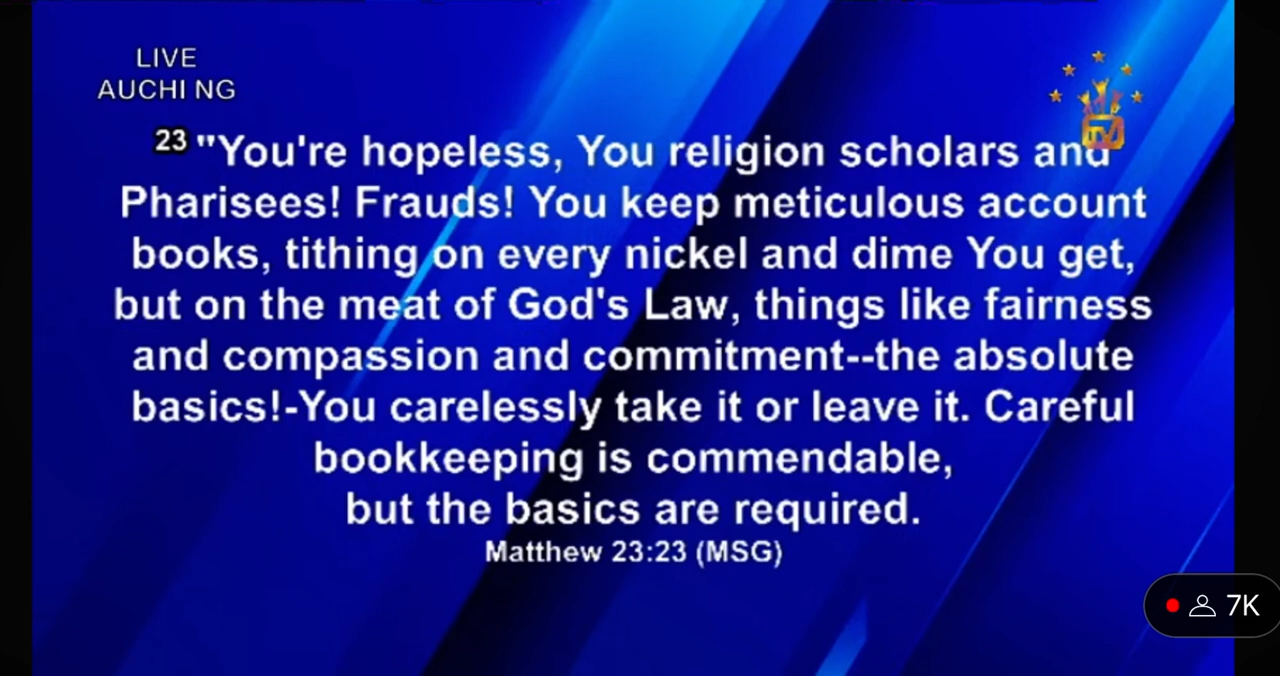 LIVE
AUCHI NG
23 "You're hopeless, You religion scholars and
Pharisees! Frauds! You keep meticulous account
books, tithing on every nickel and dime You get,
but on the meat of God's Law, things like fairness
and compassion and commitment--the absolute
basics!-You carelessly take it or leave it. Careful
bookkeeping is commendable,
but the basics are required.
Matthew 23:23 (MSG)
TV
7K